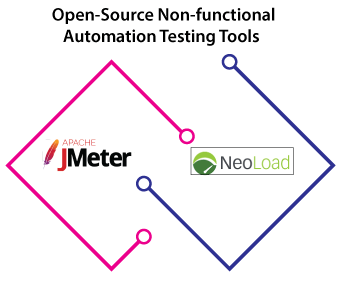 Open-Source Non-functional
Automation Testing Tools
APACHE
JMeter
NeoLoad